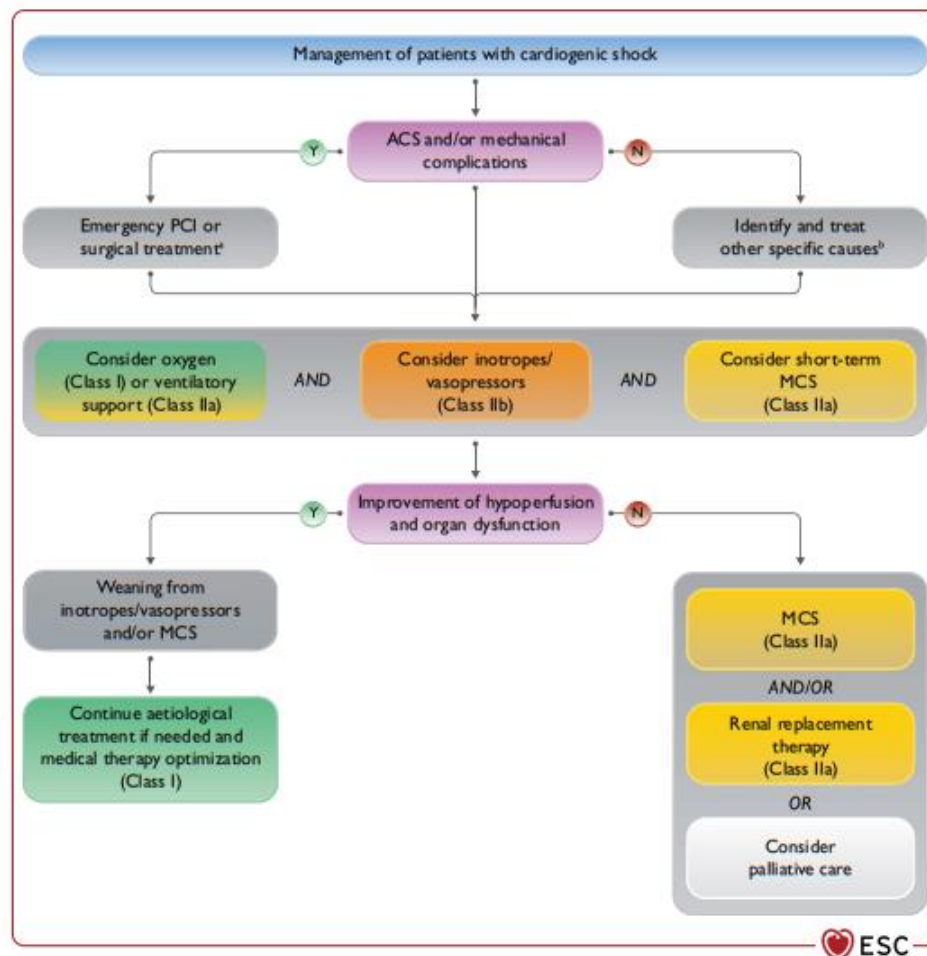 Management of patients with cardiogenic shock
ACS and/or mechanical
complications
Y
N
Emergency PCI or
surgical treatmentᵃ
Identify and treat
other specific causesᵇ
Consider oxygen
(Class I) or ventilatory
support (Class IIa)
AND
Consider inotropes/
vasopressors
(Class IIb)
AND
Consider short-term
MCS
(Class IIa)
Improvement of hypoperfusion
and organ dysfunction
Y
N
Weaning from
inotropes/vasopressors
and/or MCS
Continue aetiological
treatment if needed and
medical therapy optimization
(Class I)
MCS
(Class IIa)
AND/OR
Renal replacement
therapy
(Class IIa)
OR
Consider
palliative care
ESC